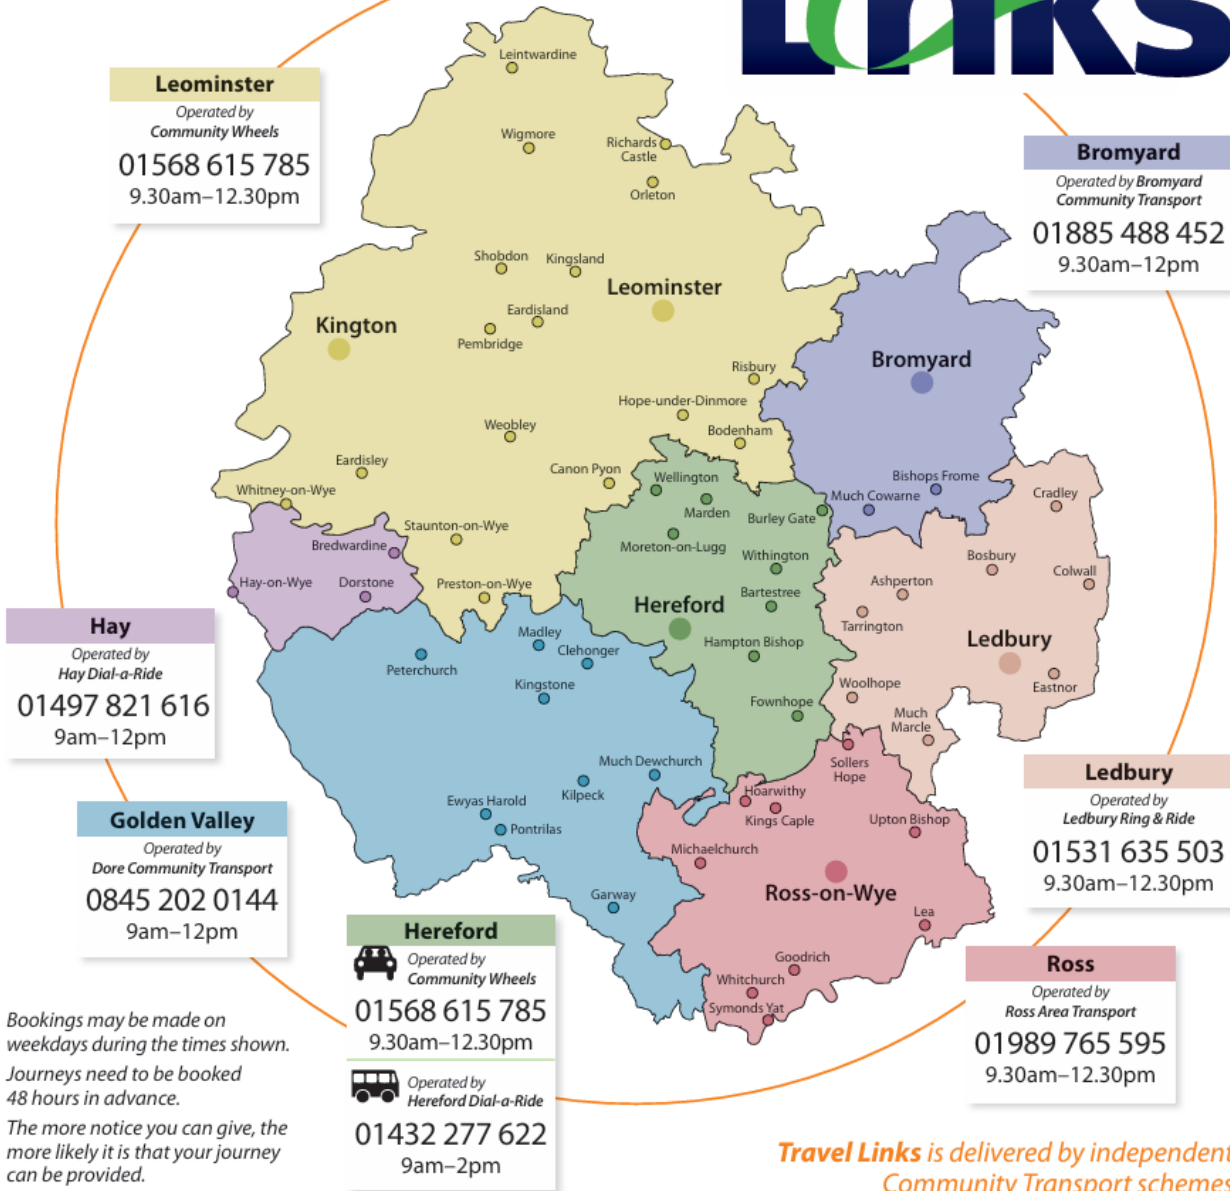 Links
Leominster
Operated by
Community Wheels
01568 615 785
9.30am–12.30pm
Bromyard
Operated by Bromyard
Community Transport
01885 488 452
9.30am–12pm
Leintwardine
Wigmore
Richards
Castle
Orleton
Shobdon
Kingsland
Leominster
Eardisland
Kington
Pembridge
Bromyard
Risbury
Hope-under-Dinmore
Weobley
Bodenham
Eardisley
Canon Pyon
Whitney-on-Wye
Wellington
Bishops Frome
Much Cowarne
Cradley
Marden
Burley Gate
Staunton-on-Wye
Bredwardine
Moreton-on-Lugg
Withington
Bosbury
Colwall
Hay-on-Wye
Dorstone
Preston-on-Wye
Ashperton
Bartestree
Hereford
Tarrington
Madley
Clehonger
Hampton Bishop
Ledbury
Peterchurch
Kingstone
Woolhope
Eastnor
Fownhope
Much
Marcle
Much Dewchurch
Sollers
Hope
Kilpeck
Hoarwithy
Ewyas Harold
Kings Caple
Upton Bishop
Pontrilas
Michaelchurch
Ross-on-Wye
Garway
Lea
Goodrich
Whitchurch
Symonds Yat
Hay
Operated by
Hay Dial-a-Ride
01497 821 616
9am–12pm
Golden Valley
Operated by
Dore Community Transport
0845 202 0144
9am–12pm
Ledbury
Operated by
Ledbury Ring & Ride
01531 635 503
9.30am–12.30pm
Hereford
Operated by
Community Wheels
01568 615 785
9.30am–12.30pm
Operated by
Hereford Dial-a-Ride
01432 277 622
9am–2pm
Ross
Operated by
Ross Area Transport
01989 765 595
9.30am–12.30pm
Bookings may be made on
weekdays during the times shown.
Journeys need to be booked
48 hours in advance.
The more notice you can give, the
more likely it is that your journey
can be provided.
Travel Links is delivered by independent
Community Transport schemes